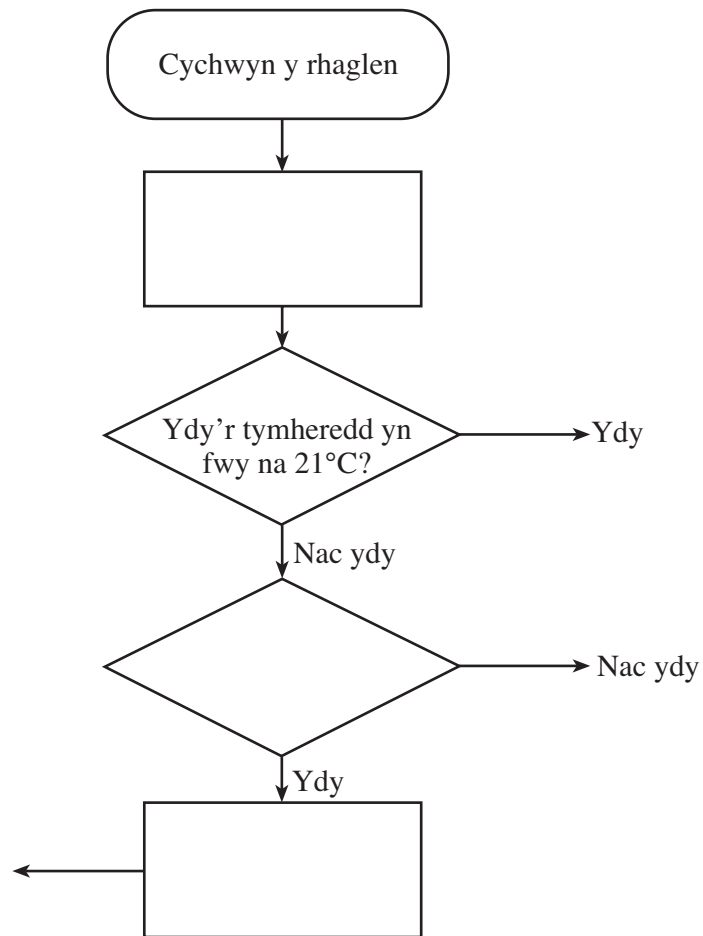 Cychwyn y rhaglen
Ydy’r tymheredd yn
fwy na 21°C?
Ydy
Nac ydy
Nac ydy
Ydy